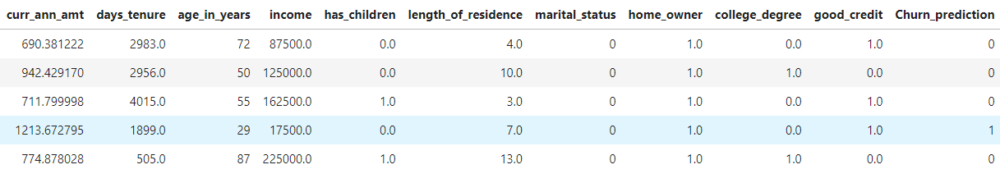 curr_ann_amt days_tenure age_in_years income has_children length_of_residence marital_status home_owner college_degree good_credit Churn_prediction
690.381222 2983.0 72 87500.0 0.0 4.0 0 1.0 0.0 1.0 0
942.429170 2956.0 50 125000.0 0.0 10.0 0 1.0 1.0 0.0 0
711.799998 4015.0 55 162500.0 1.0 3.0 0 1.0 0.0 1.0 0
1213.672795 1899.0 29 17500.0 0.0 7.0 0 1.0 0.0 1.0 1
774.878028 505.0 87 225000.0 1.0 13.0 0 1.0 1.0 0.0 0